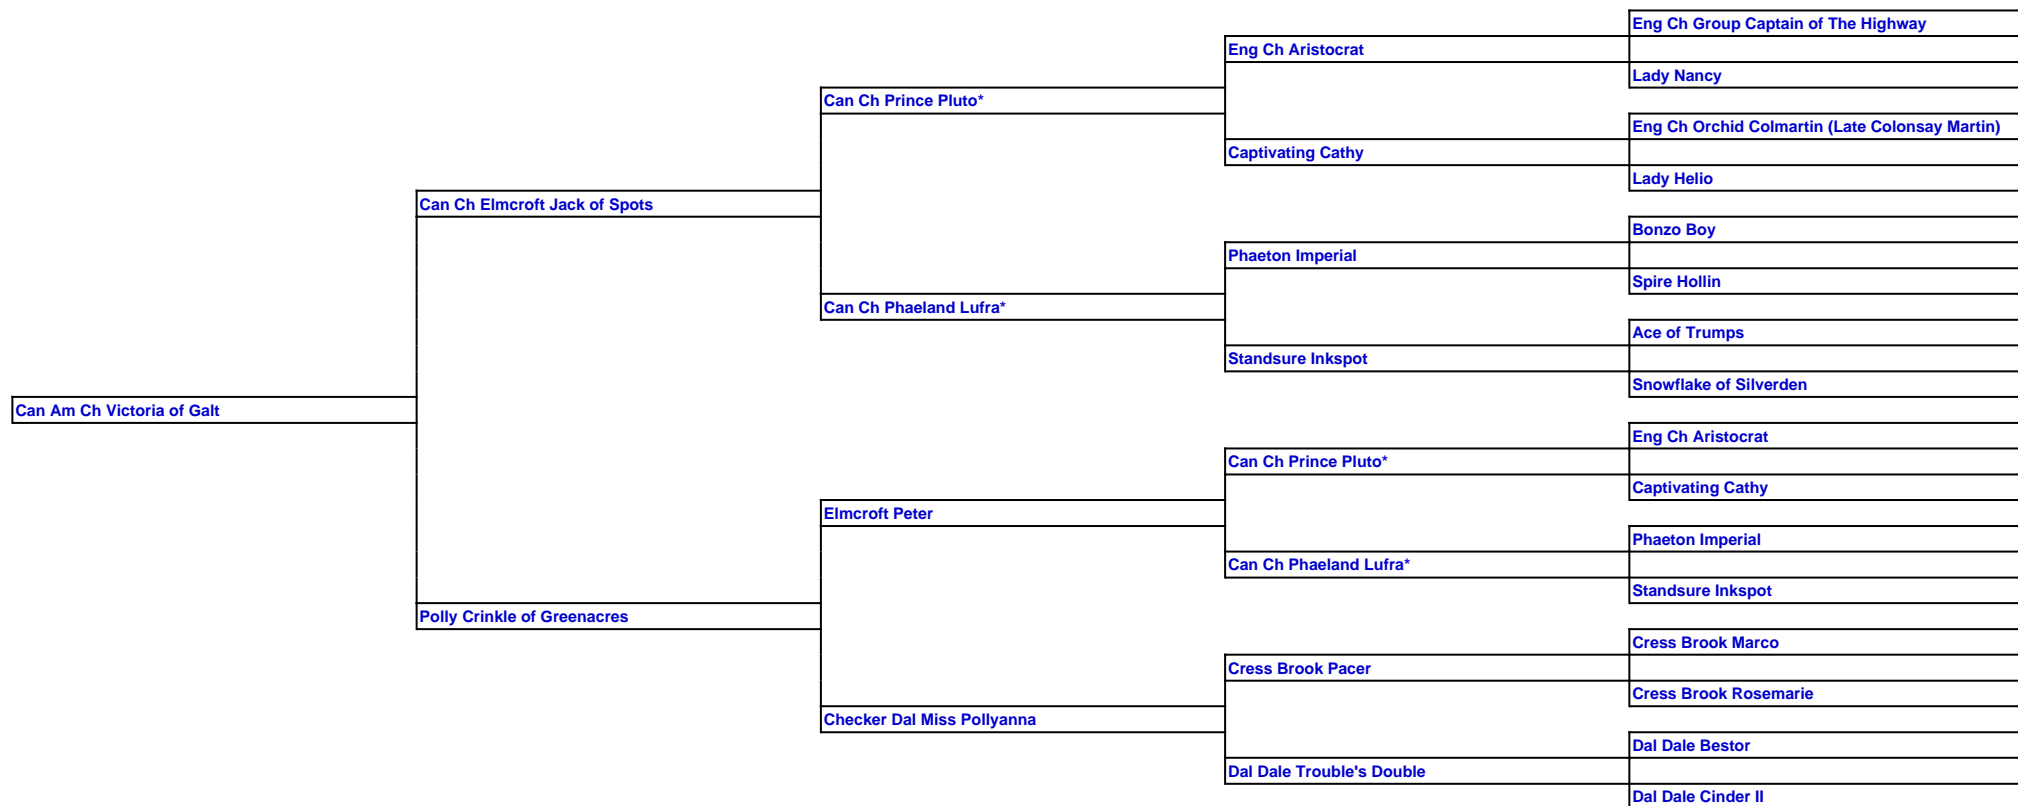 Eng Ch Group Captain of The Highway
Eng Ch Aristocrat
Lady Nancy
Can Ch Prince Pluto*
Eng Ch Orchid Colmartin (Late Colonsay Martin)
Captivating Cathy
Lady Helio
Can Ch Elmcroft Jack of Spots
Bonzo Boy
Phaeton Imperial
Spire Hollin
Can Ch Phaeland Lufra*
Ace of Trumps
Standsure Inkspot
Snowflake of Silverden
Can Am Ch Victoria of Galt
Eng Ch Aristocrat
Can Ch Prince Pluto*
Captivating Cathy
Elmcroft Peter
Phaeton Imperial
Can Ch Phaeland Lufra*
Standsure Inkspot
Polly Crinkle of Greenacres
Cress Brook Marco
Cress Brook Pacer
Cress Brook Rosemarie
Checker Dal Miss Pollyanna
Dal Dale Bestor
Dal Dale Trouble's Double
Dal Dale Cinder II